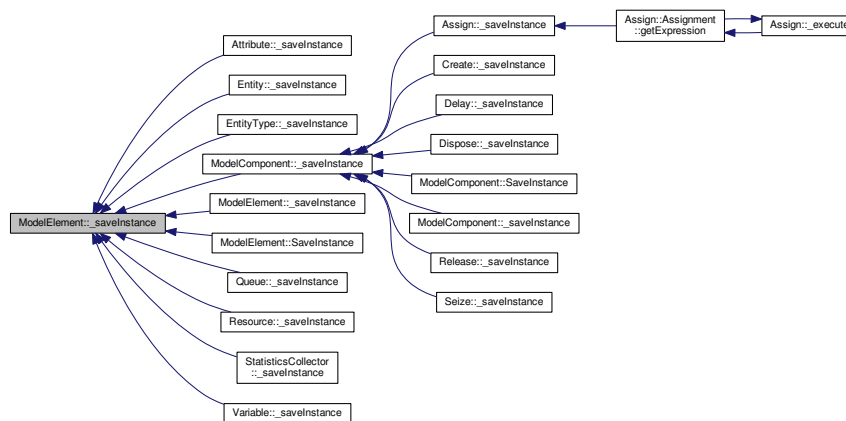 Assign::_saveInstance
Assign::Assignment
::getExpression
Assign::_execute
Attribute::_saveInstance
Create::_saveInstance
Entity::_saveInstance
Delay::_saveInstance
EntityType::_saveInstance
Dispose::_saveInstance
ModelComponent::_saveInstance
ModelComponent::SaveInstance
ModelElement::_saveInstance
ModelElement::_saveInstance
ModelComponent::_saveInstance
ModelElement::SaveInstance
Release::_saveInstance
Queue::_saveInstance
Seize::_saveInstance
Resource::_saveInstance
StatisticsCollector
::_saveInstance
Variable::_saveInstance